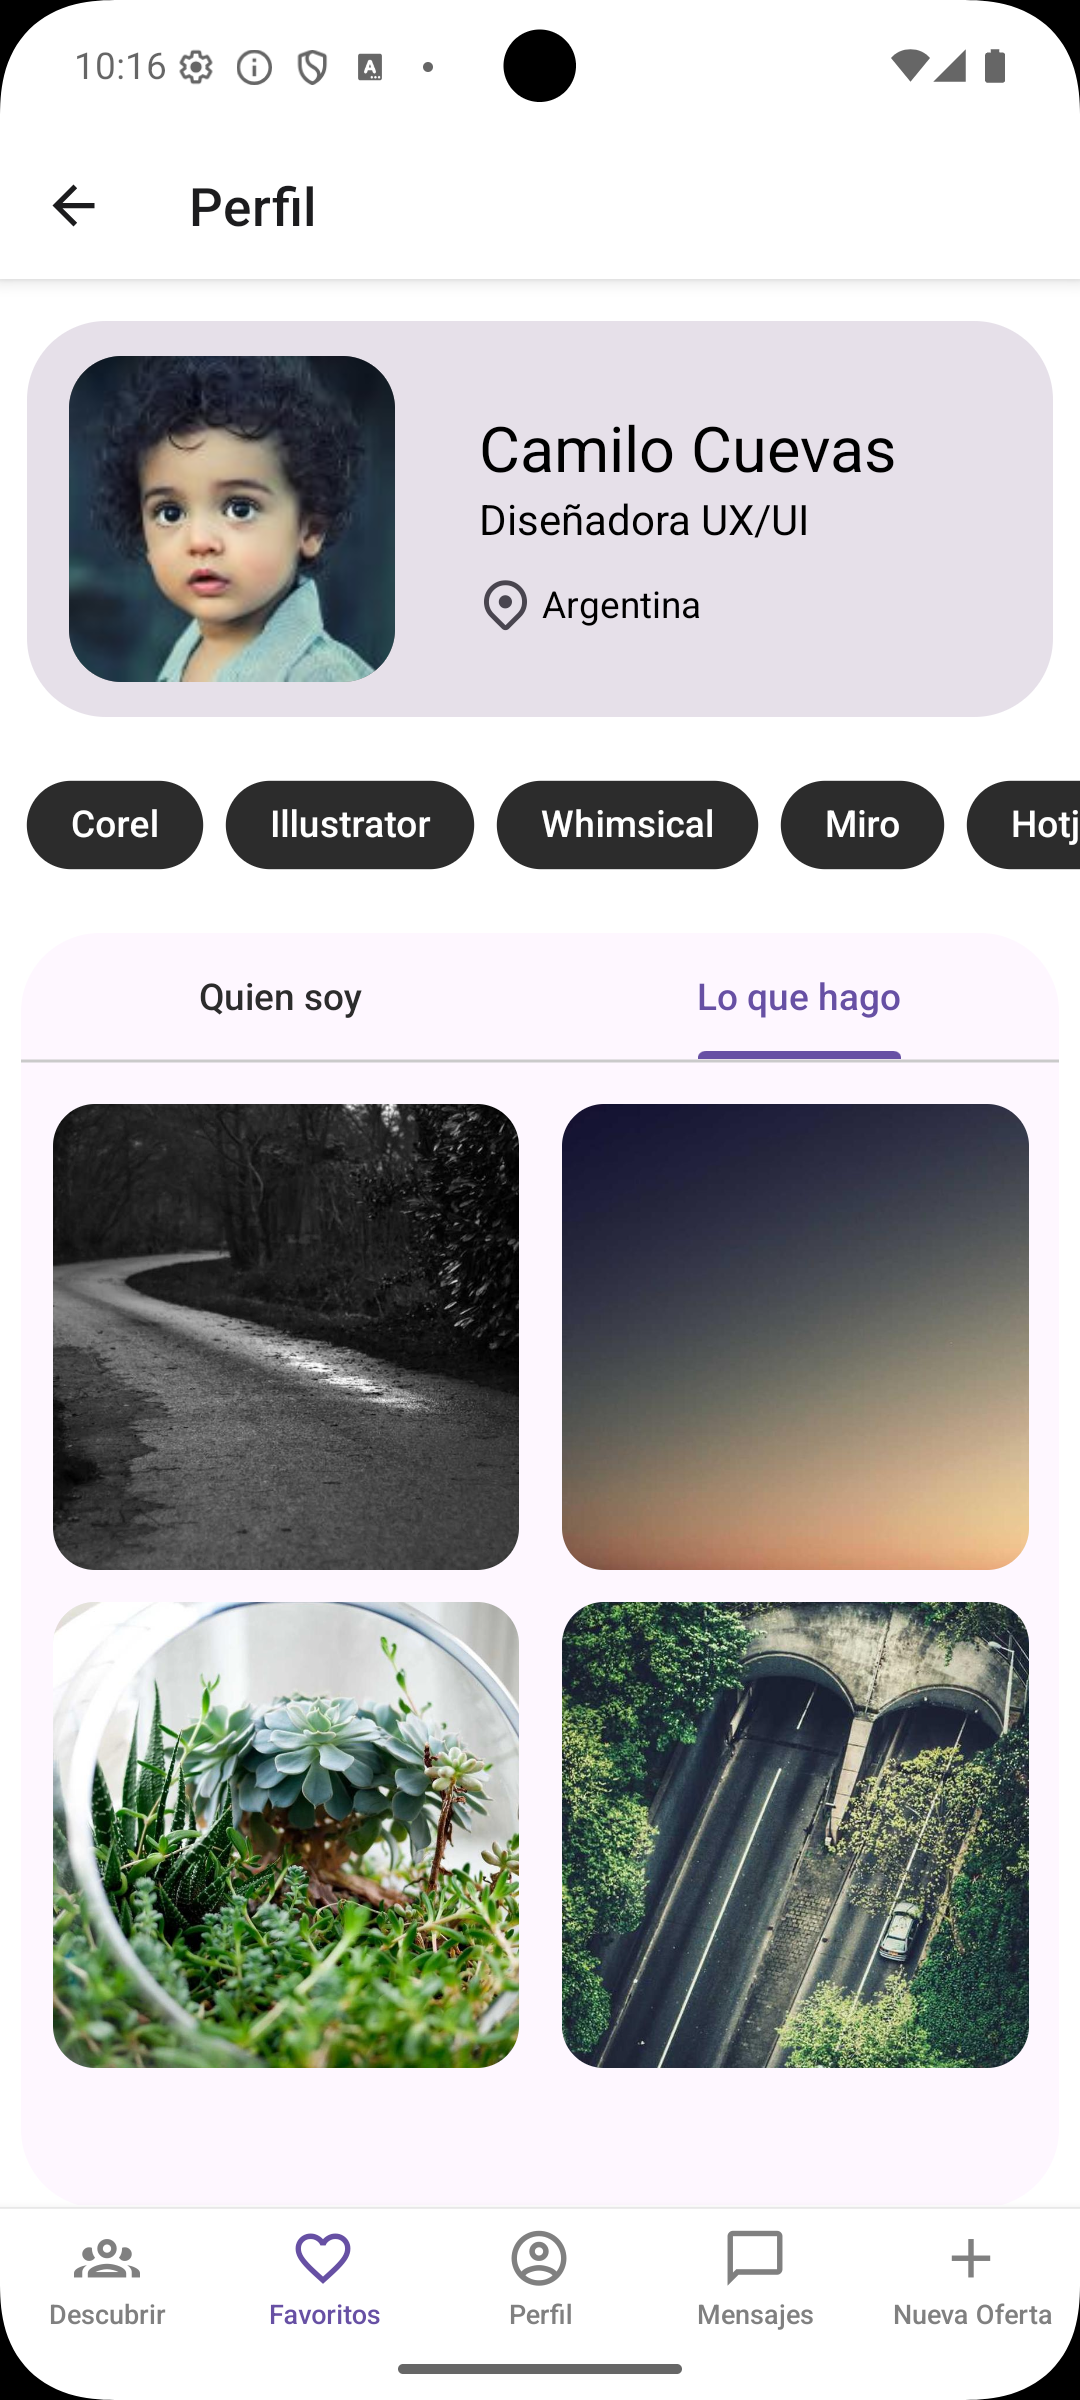 10:16
Perfil
Camilo Cuevas
Diseñadora UX/UI
Argentina
Corel Illustrator Whimsical Miro Hotj
Quien soy Lo que hago
Descubrir Favoritos Perfil Mensajes Nueva Oferta